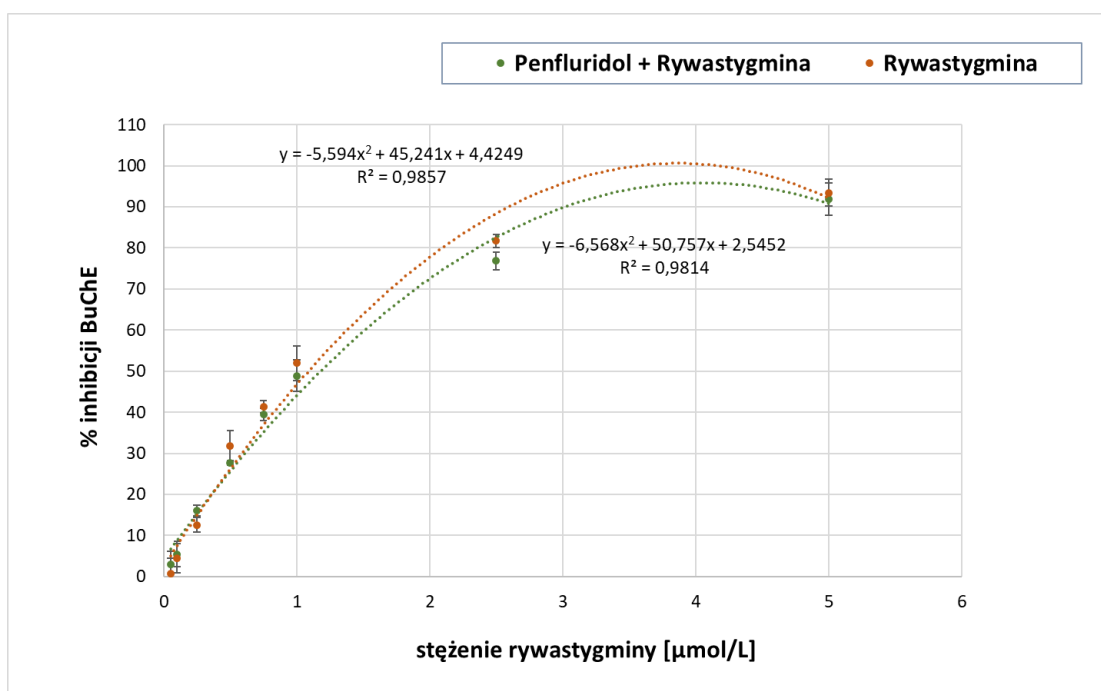 • Penfluridol + Rywastygmina • Rywastygmina
110
100
90
80
70
60
50
40
30
20
10
0
y = -5,594x² + 45,241x + 4,4249
R² = 0,9857
y = -6,568x² + 50,757x + 2,5452
R² = 0,9814
% inhibicji BuChE
0 1 2 3 4 5 6
stężenie rywastygminy [µmol/L]